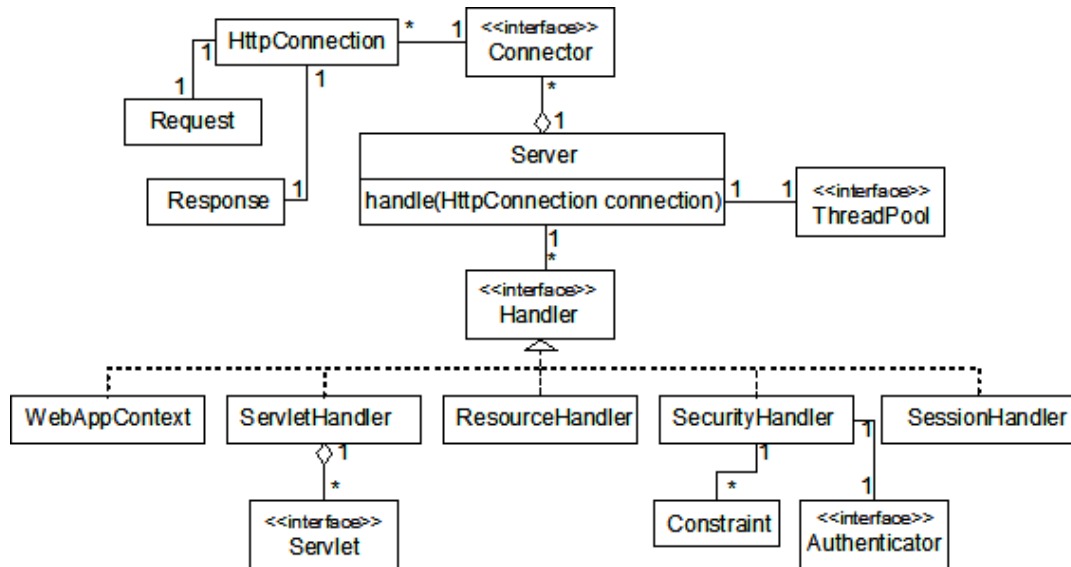 HttpConnection
*
1
<<interface>>
Connector
1
1
1
Request
*
1
Server
Response
1
handle(HttpConnection connection)
1
1
<<interface>>
ThreadPool
1
*
<<interface>>
Handler
WebAppContext
ServletHandler
ResourceHandler
SecurityHandler
SessionHandler
1
1
1
*
*
1
<<interface>>
Servlet
Constraint
<<interface>>
Authenticator